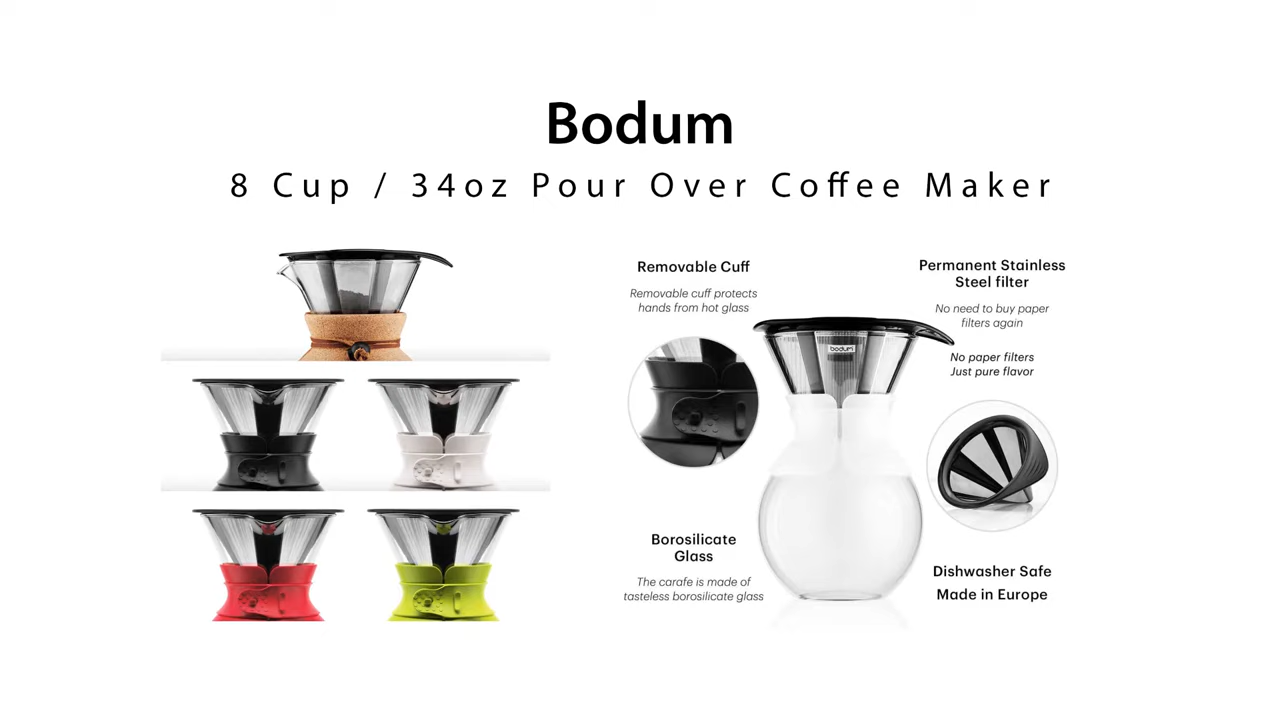 Bodum
8 Cup / 34oz Pour Over Coffee Maker
Removable Cuff
Removable cuff protects
hands from hot glass
Permanent Stainless
Steel filter
No need to buy paper
filters again
No paper filters
Just pure flavor
bodum
Borosilicate
Glass
The carafe is made of
tasteless borosilicate glass
Dishwasher Safe
Made in Europe